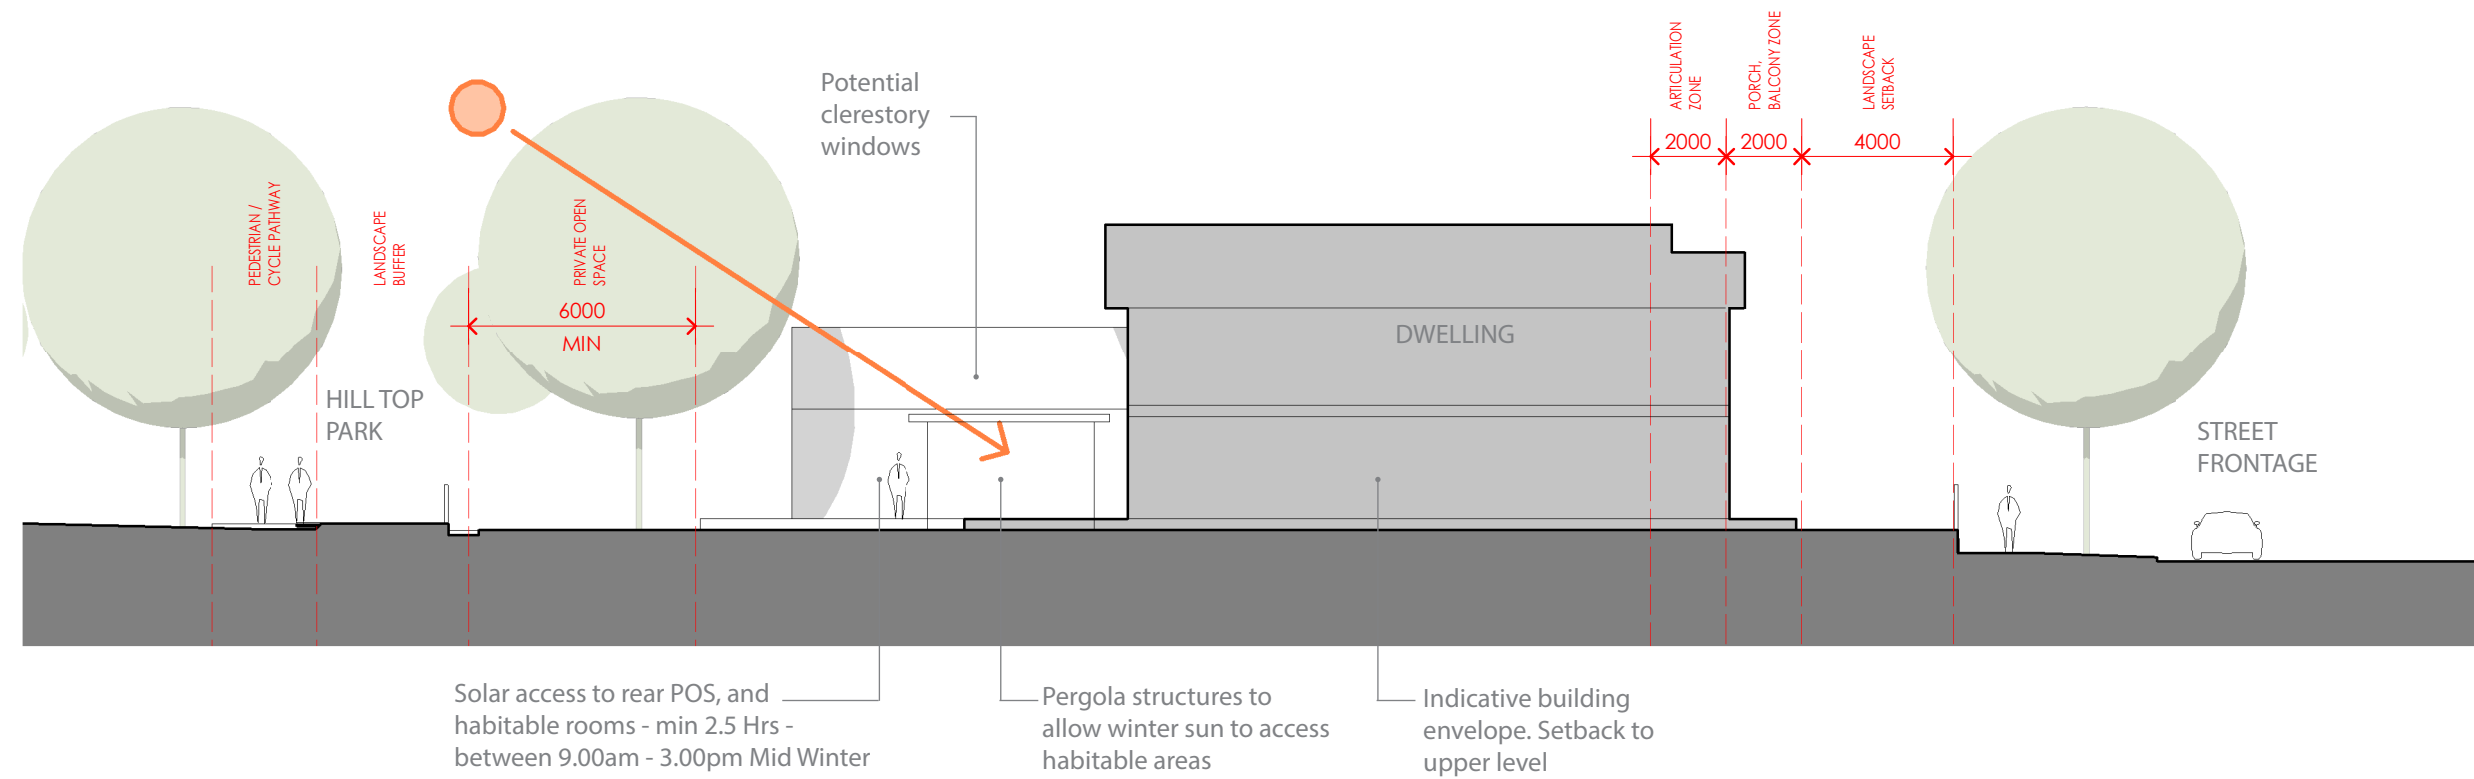 Potential
clerestory
windows
ARTICULATION
ZONE
PORCH,
BALCONY ZONE
LANDSCAPE
SETBACK
2000
2000
4000
PEDESTRIAN /
CYCLE PATHWAY
LANDSCAPE
BUFFER
PRIVATE OPEN
SPACE
6000
MIN
DWELLING
HILL TOP
PARK
STREET
FRONTAGE
Solar access to rear POS, and
habitable rooms - min 2.5 Hrs -
between 9.00am - 3.00pm Mid Winter
Pergola structures to
allow winter sun to access
habitable areas
Indicative building
envelope. Setback to
upper level